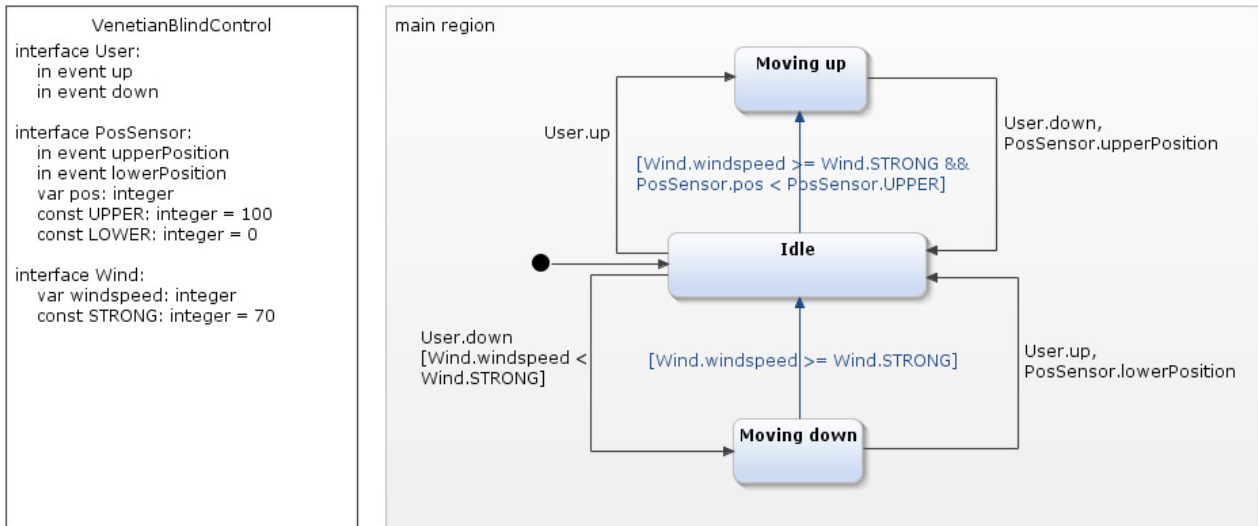 VenetianBlindControl
interface User:
in event up
in event down
interface PosSensor:
in event upperPosition
in event lowerPosition
var pos: integer
const UPPER: integer = 100
const LOWER: integer = 0
interface Wind:
var windspeed: integer
const STRONG: integer = 70
main region
Moving up
User.up
User.down,
PosSensor.upperPosition
[Wind.windspeed >= Wind.STRONG &&
PosSensor.pos < PosSensor.UPPER]
Idle
User.down
[Wind.windspeed <
Wind.STRONG]
[Wind.windspeed >= Wind.STRONG]
User.up,
PosSensor.lowerPosition
Moving down